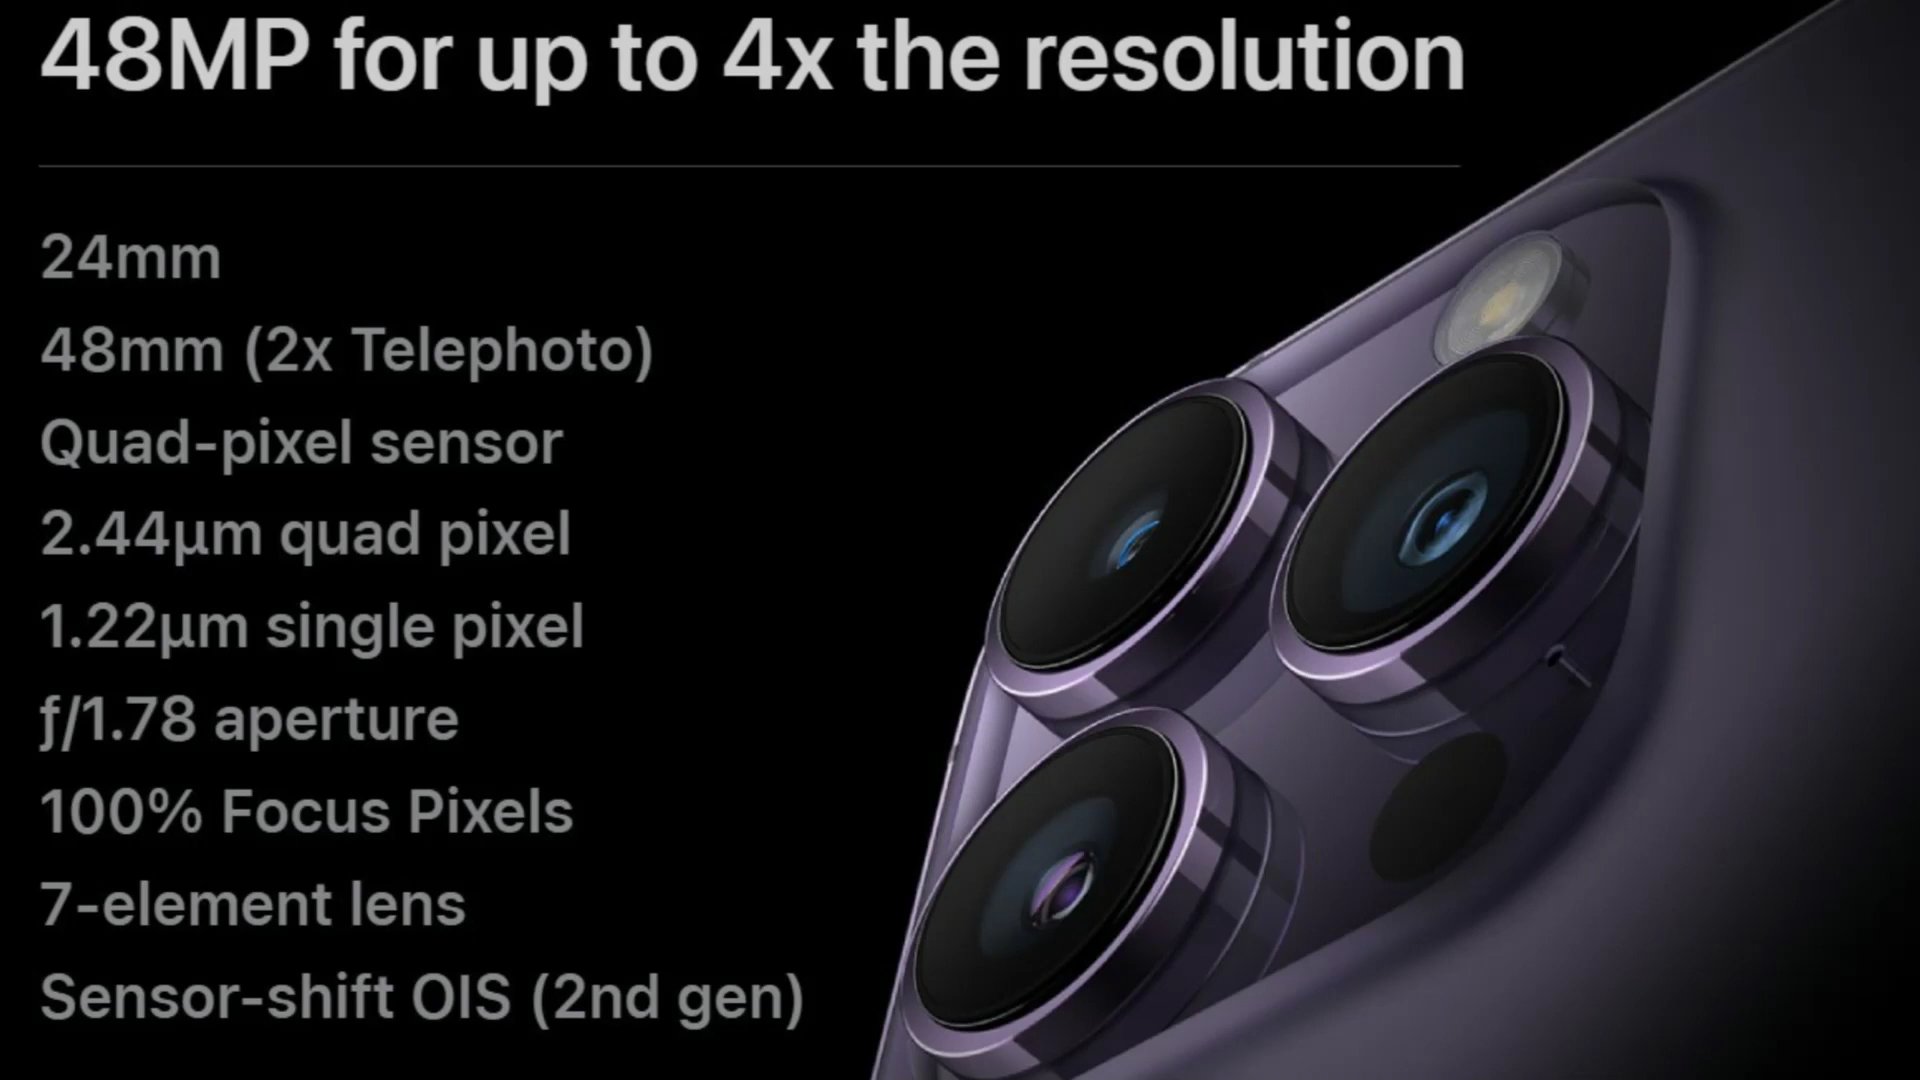 48MP for up to 4x the resolution
24mm
48mm (2x Telephoto)
Quad-pixel sensor
2.44µm quad pixel
1.22µm single pixel
ƒ/1.78 aperture
100% Focus Pixels
7-element lens
Sensor-shift OIS (2nd gen)